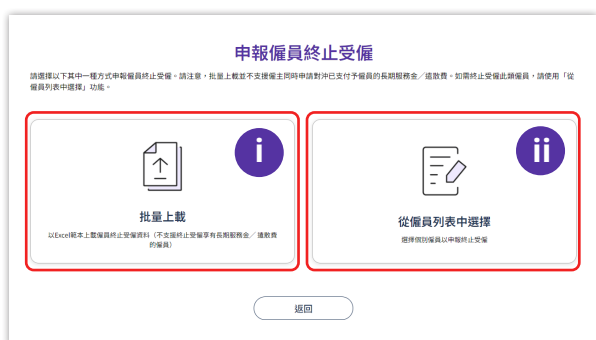 申報僱員終止受僱
請選擇以下其中一種方式申報僱員終止受僱。請注意，批量上載並不支援僱主同時申請對沖已支付予僱員的長期服務金／遣散費。如需終止受僱此類僱員，請使用「從
僱員列表中選擇」功能。
i
ii
批量上載
以Excel範本上載僱員終止受僱資料（不支援終止受僱享有長期服務金／遣散費
的僱員）
從僱員列表中選擇
選擇個別僱員以申報終止受僱
返回